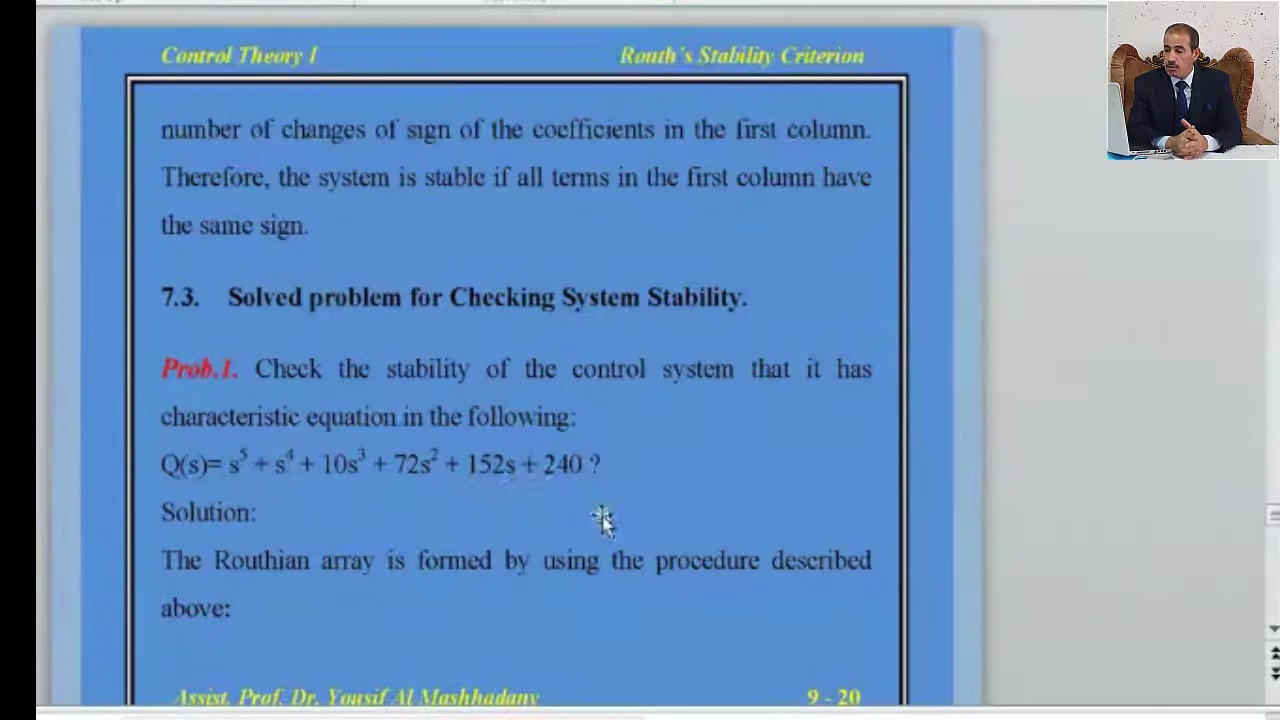 Control Theory I Routh's Stability Criterion
number of changes of sign of the coefficients in the first column.
Therefore, the system is stable if all terms in the first column have
the same sign.
7.3. Solved problem for Checking System Stability.
Prob.1. Check the stability of the control system that it has
characteristic equation in the following:
Q(s)= s⁵ + s⁴ + 10s³ + 72s² + 152s + 240 ?
Solution:
The Routhian array is formed by using the procedure described
above:
Assist. Prof. Dr. Yousif Al Mashhadany 9 - 20